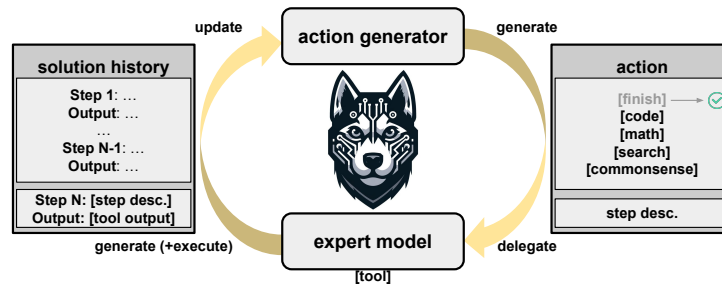 update
action generator
generate
solution history
Step 1: …
Output: …
…
Step N-1: …
Output: …
Step N: [step desc.]
Output: [tool output]
action
[finish]
[code]
[math]
[search]
[commonsense]
step desc.
generate (+execute)
expert model
[tool]
delegate